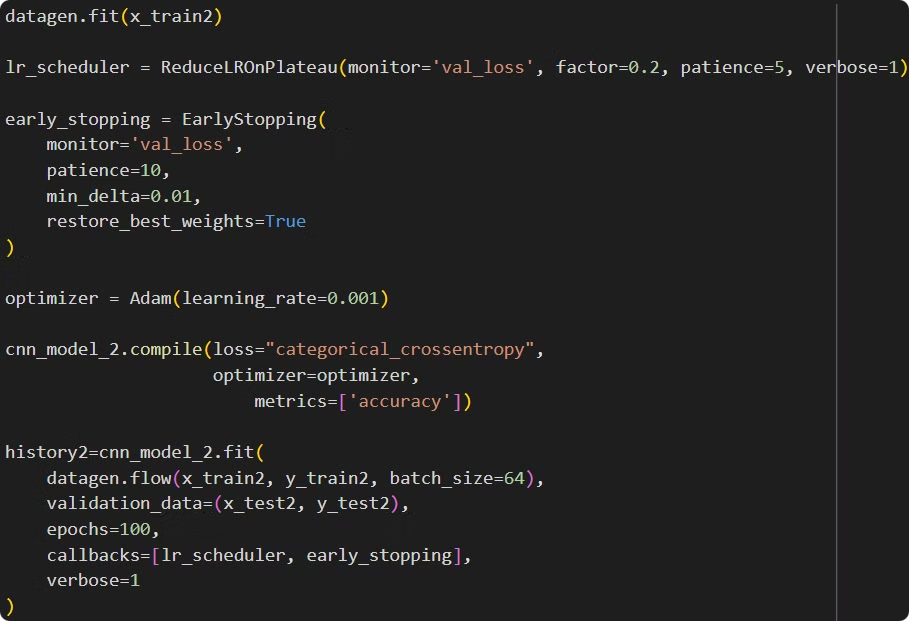 datagen.fit(x_train2)
lr_scheduler = ReduceLROnPlateau(monitor='val_loss', factor=0.2, patience=5, verbose=1)
early_stopping = EarlyStopping(
    monitor='val_loss',
    patience=10,
    min_delta=0.01,
    restore_best_weights=True
)
optimizer = Adam(learning_rate=0.001)
cnn_model_2.compile(loss="categorical_crossentropy",
                    optimizer=optimizer,
                        metrics=['accuracy'])
history2=cnn_model_2.fit(
    datagen.flow(x_train2, y_train2, batch_size=64),
    validation_data=(x_test2, y_test2),
    epochs=100,
    callbacks=[lr_scheduler, early_stopping],
    verbose=1
)